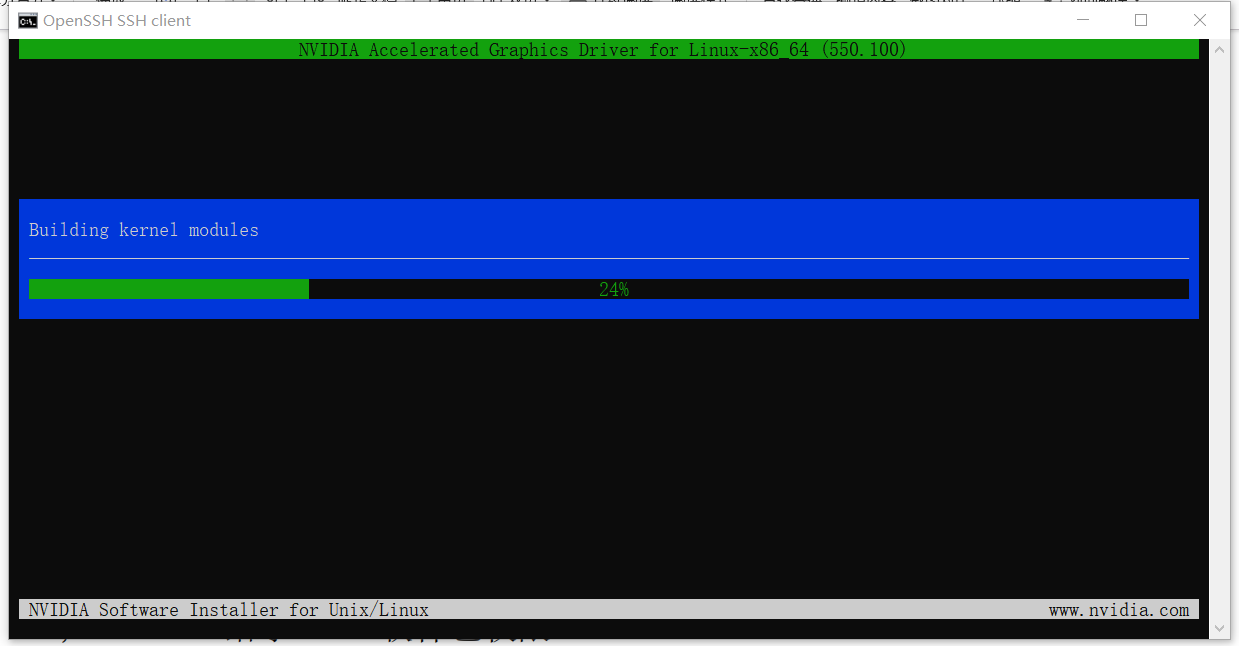 OpenSSH SSH client
NVIDIA Accelerated Graphics Driver for Linux-x86_64 (550.100)
Building kernel modules
24%
NVIDIA Software Installer for Unix/Linux www.nvidia.com